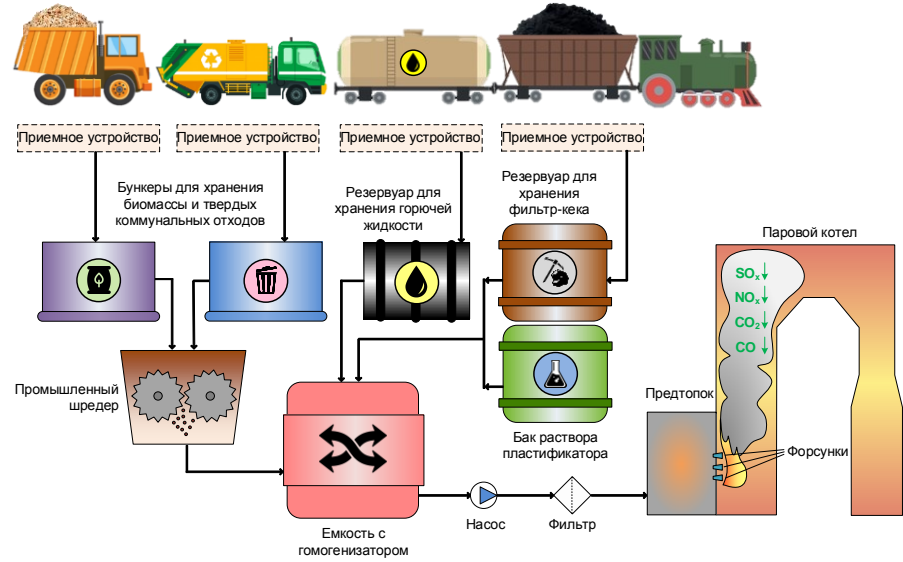 Приемное устройство
Приемное устройство
Приемное устройство
Приемное устройство
Бункеры для хранения
биомассы и твердых
коммунальных отходов
Резервуар для
хранения горючей
жидкости
Резервуар для
хранения
фильтр-кека
Паровой котел
SOx↓
NOx↓
CO2↓
CO↓
Промышленный
шредер
Предтопок
Бак раствора
пластификатора
Форсунки
Насос
Фильтр
Емкость с
гомогенизатором